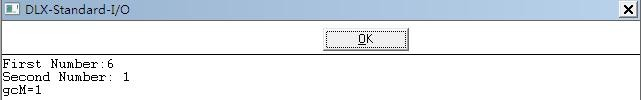 DLX-Standard-I/O
OK
First Number:6
Second Number: 1
gcM=1